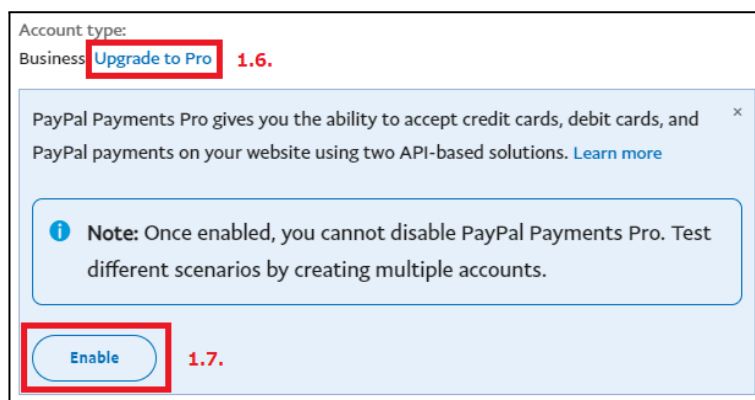 Account type:
Business Upgrade to Pro 1.6.
PayPal Payments Pro gives you the ability to accept credit cards, debit cards, and ×
PayPal payments on your website using two API-based solutions. Learn more
i Note: Once enabled, you cannot disable PayPal Payments Pro. Test
different scenarios by creating multiple accounts.
Enable 1.7.